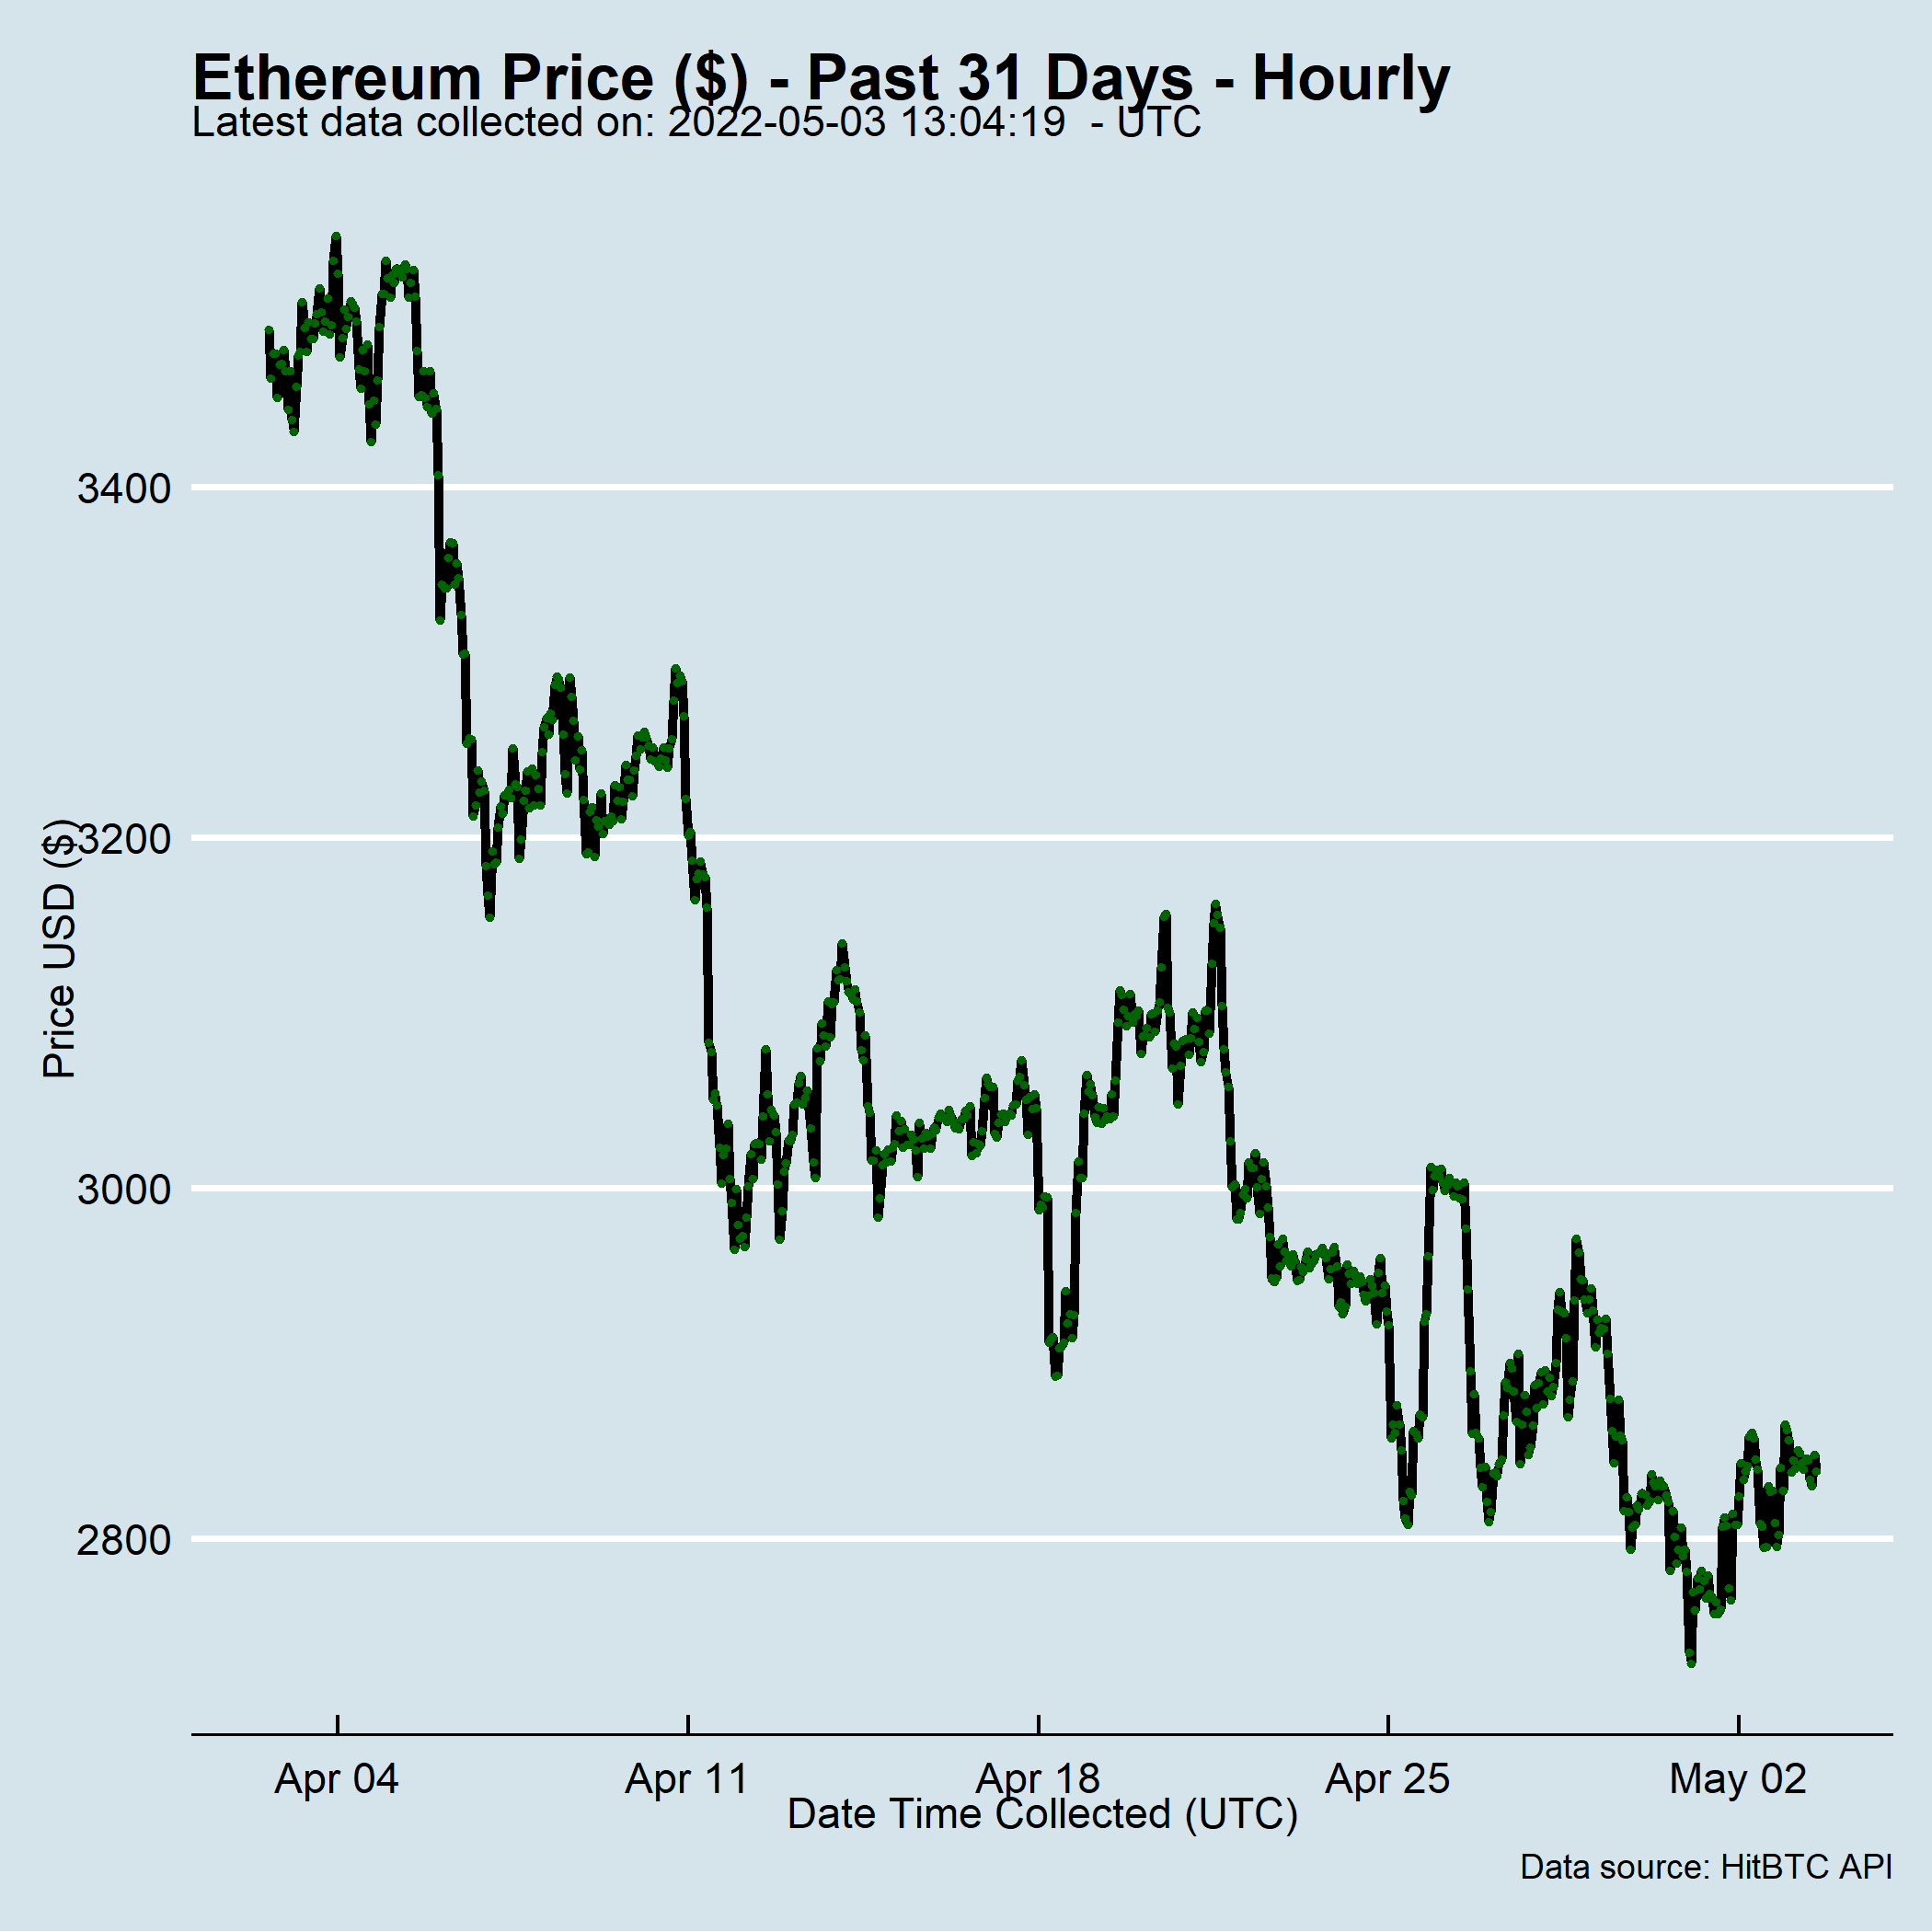 Ethereum Price ($) - Past 31 Days - Hourly
Latest data collected on: 2022-05-03 13:04:19  - UTC
3400
3200
3000
2800
Price USD ($)
Apr 04
Apr 11
Apr 18
Apr 25
May 02
Date Time Collected (UTC)
Data source: HitBTC API